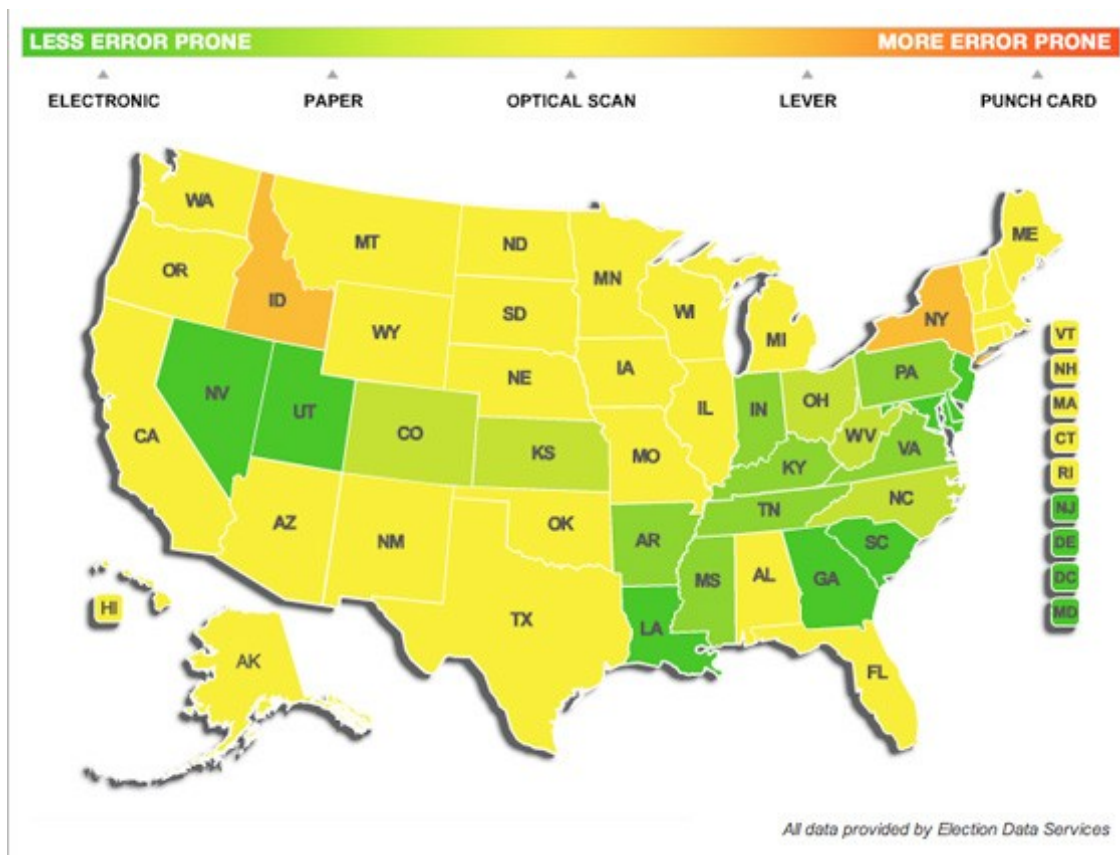 LESS ERROR PRONE MORE ERROR PRONE
ELECTRONIC PAPER OPTICAL SCAN LEVER PUNCH CARD
WA
MT
ND
MN
ME
OR
ID
SD
WI
NY
WY
MI
VT
NH
MA
CT
RI
NJ
DE
DC
MD
IA
NE
PA
NV
UT
IL
IN
OH
CO
CA
KS
MO
WV
VA
KY
NC
TN
AZ
NM
OK
AR
SC
MS
AL
GA
HI
TX
LA
AK
FL
All data provided by Election Data Services